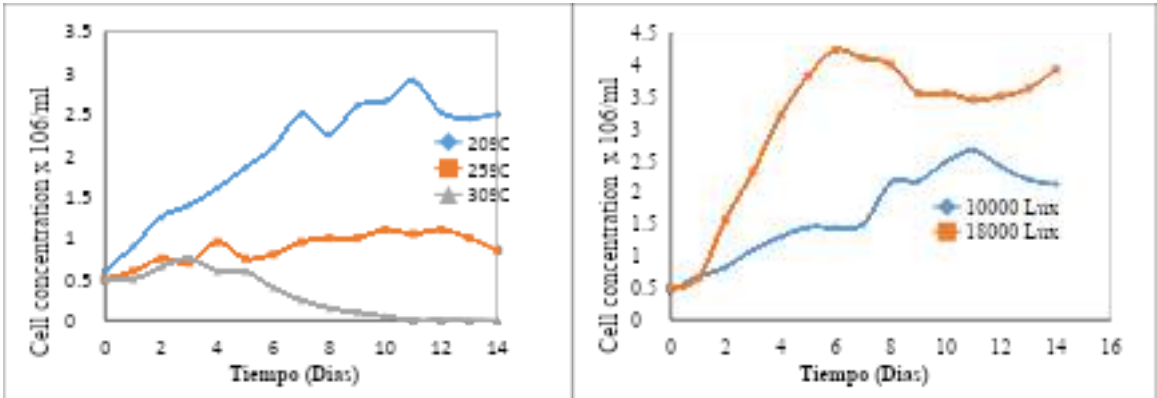 Cell concentration x 106/ml
3.5
3
2.5
2
1.5
1
0.5
0
0 2 4 6 8 10 12 14
Tiempo (Dias)
20ºC
25ºC
30ºC
Cell concentration x 106/ml
4.5
4
3.5
3
2.5
2
1.5
1
0.5
0
0 2 4 6 8 10 12 14 16
Tiempo (Dias)
10000 Lux
18000 Lux